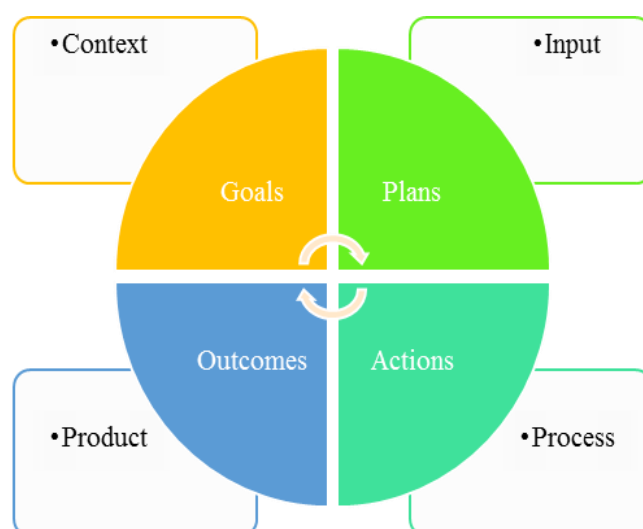 •Context
•Input
Goals
Plans
Outcomes
Actions
•Product
•Process